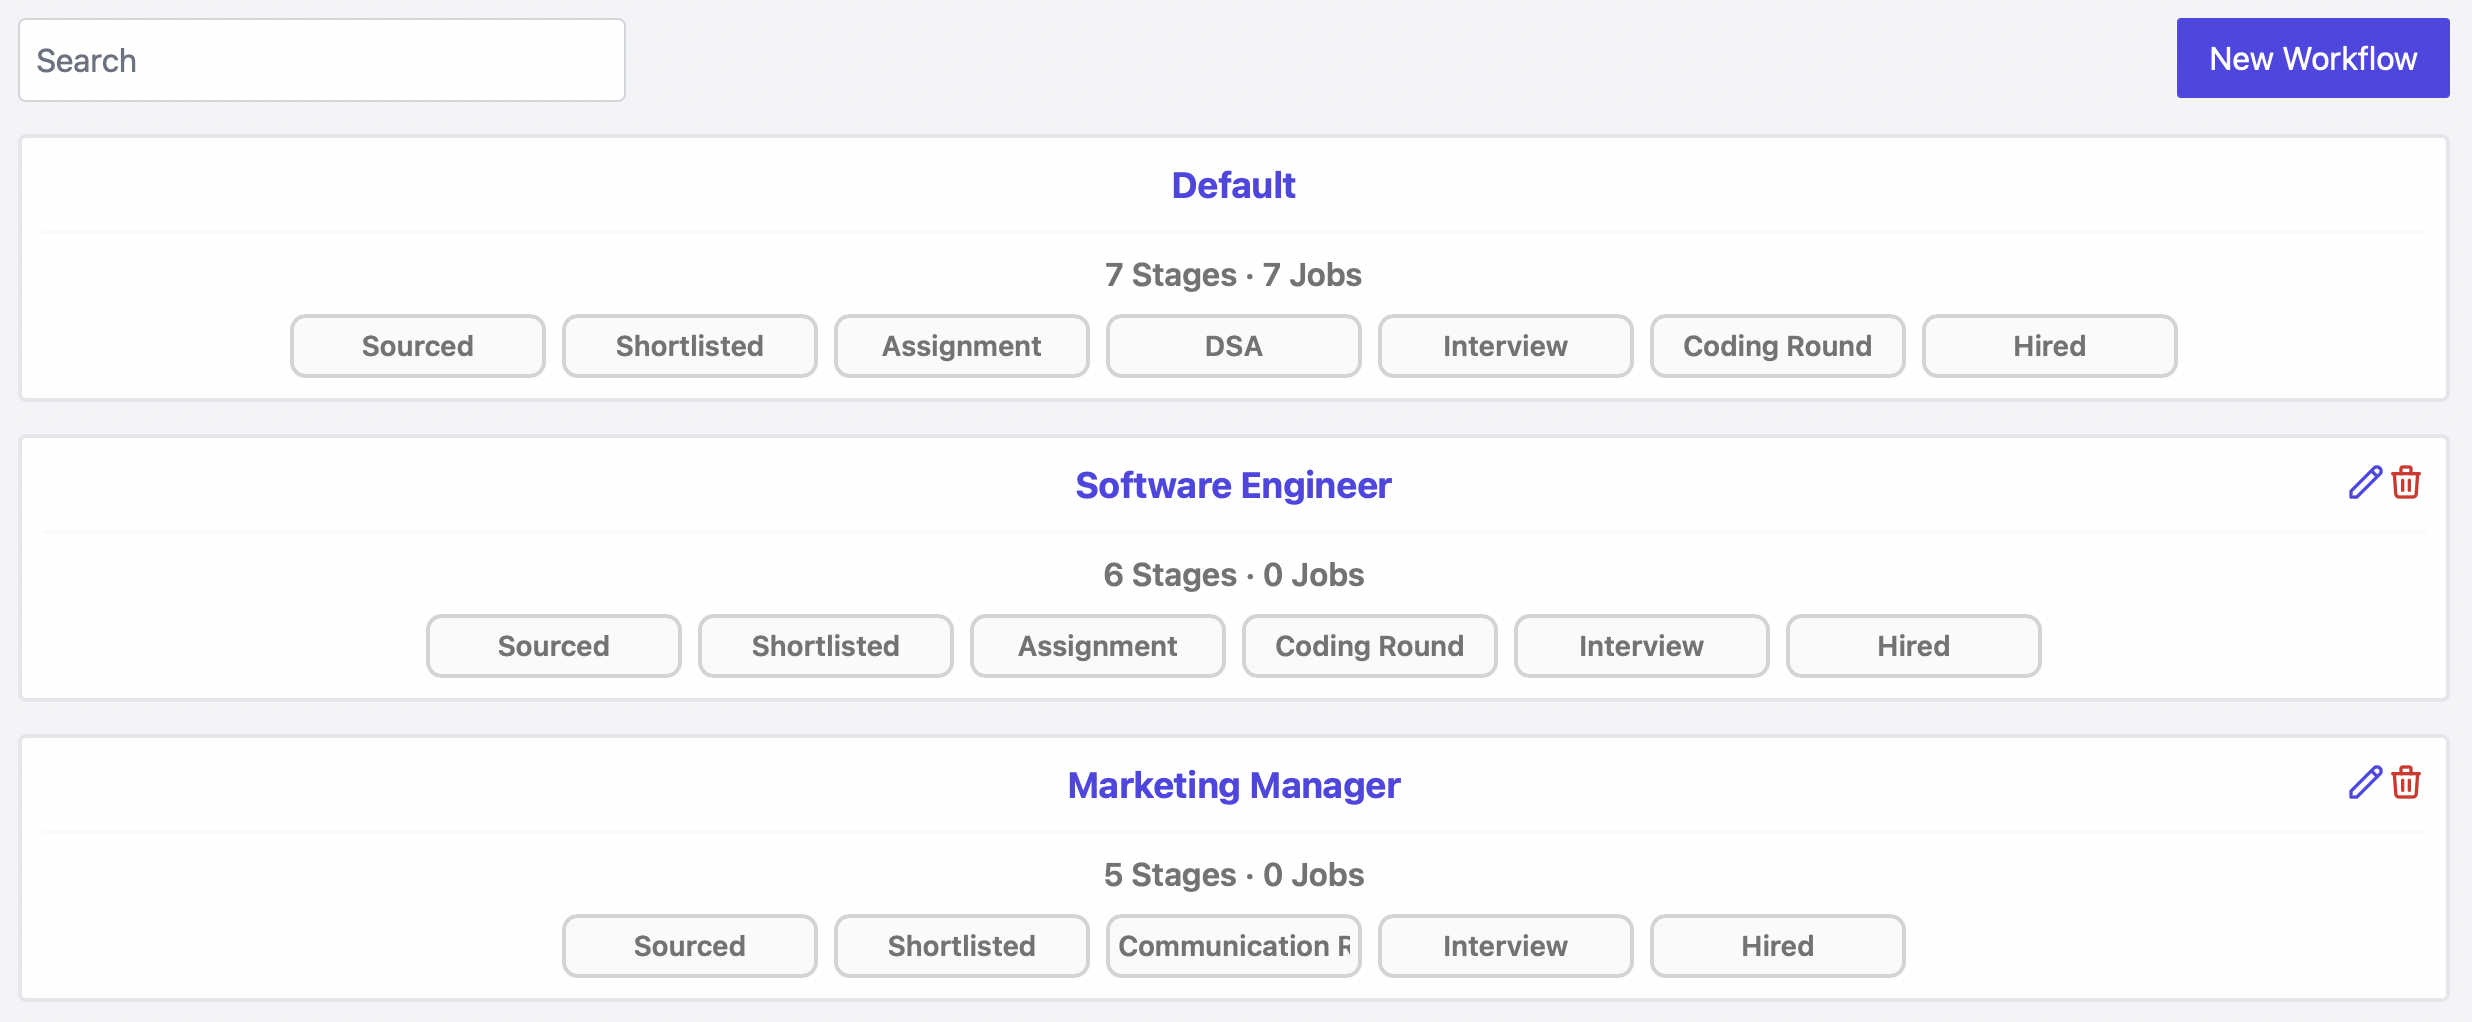 Search
New Workflow
Default
7 Stages · 7 Jobs
Sourced
Shortlisted
Assignment
DSA
Interview
Coding Round
Hired
Software Engineer
6 Stages · 0 Jobs
Sourced
Shortlisted
Assignment
Coding Round
Interview
Hired
Marketing Manager
5 Stages · 0 Jobs
Sourced
Shortlisted
Communication
Interview
Hired